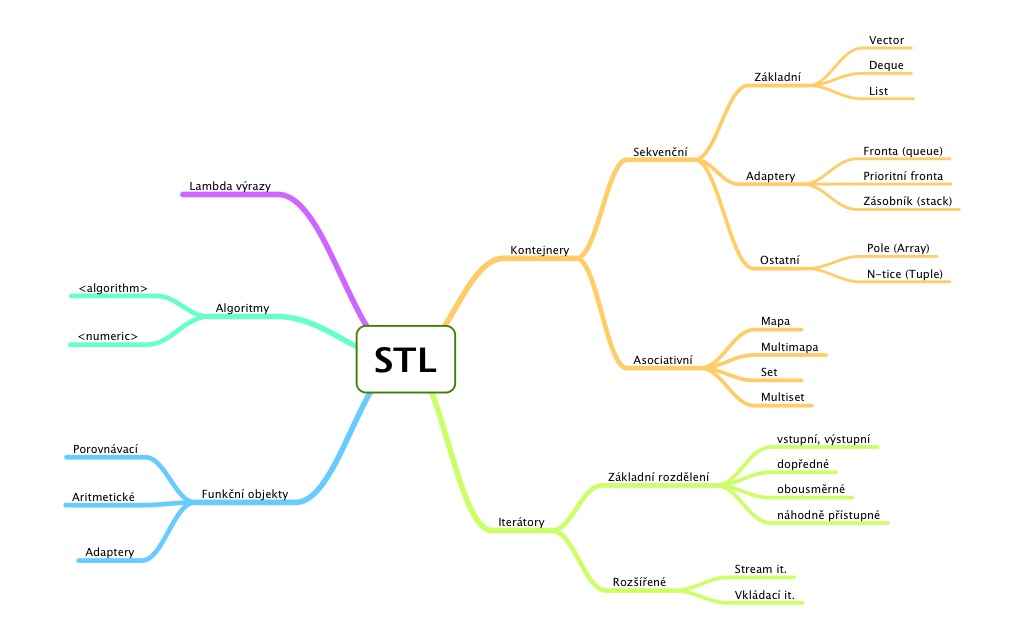 STL
Lambda výrazy
Algoritmy
<algorithm>
<numeric>
Funkční objekty
Porovnávací
Aritmetické
Adaptery
Kontejnery
Sekvenční
Základní
Vector
Deque
List
Adaptery
Fronta (queue)
Prioritní fronta
Zásobník (stack)
Ostatní
Pole (Array)
N-tice (Tuple)
Asociativní
Mapa
Multimapa
Set
Multiset
Iterátory
Základní rozdělení
vstupní, výstupní
dopředné
obousměrné
náhodně přístupné
Rozšířené
Stream it.
Vkládací it.